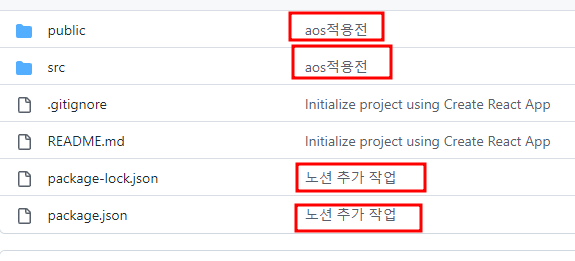 public aos적용전
src aos적용전
.gitignore Initialize project using Create React App
README.md Initialize project using Create React App
package-lock.json 노션 추가 작업
package.json 노션 추가 작업